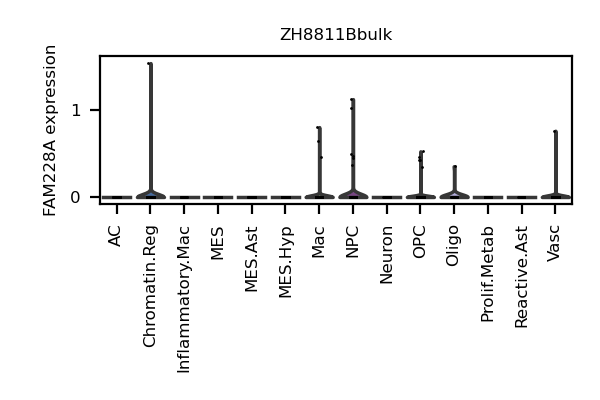 ZH8811Bbulk
FAM228A expression
1
0
AC
Chromatin.Reg
Inflammatory.Mac
MES
MES.Ast
MES.Hyp
Mac
NPC
Neuron
OPC
Oligo
Prolif.Metab
Reactive.Ast
Vasc